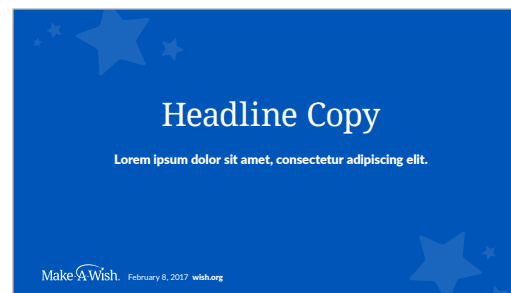 Headline Copy
Lorem ipsum dolor sit amet, consectetur adipiscing elit.
Make-A-Wish. February 8, 2017 wish.org